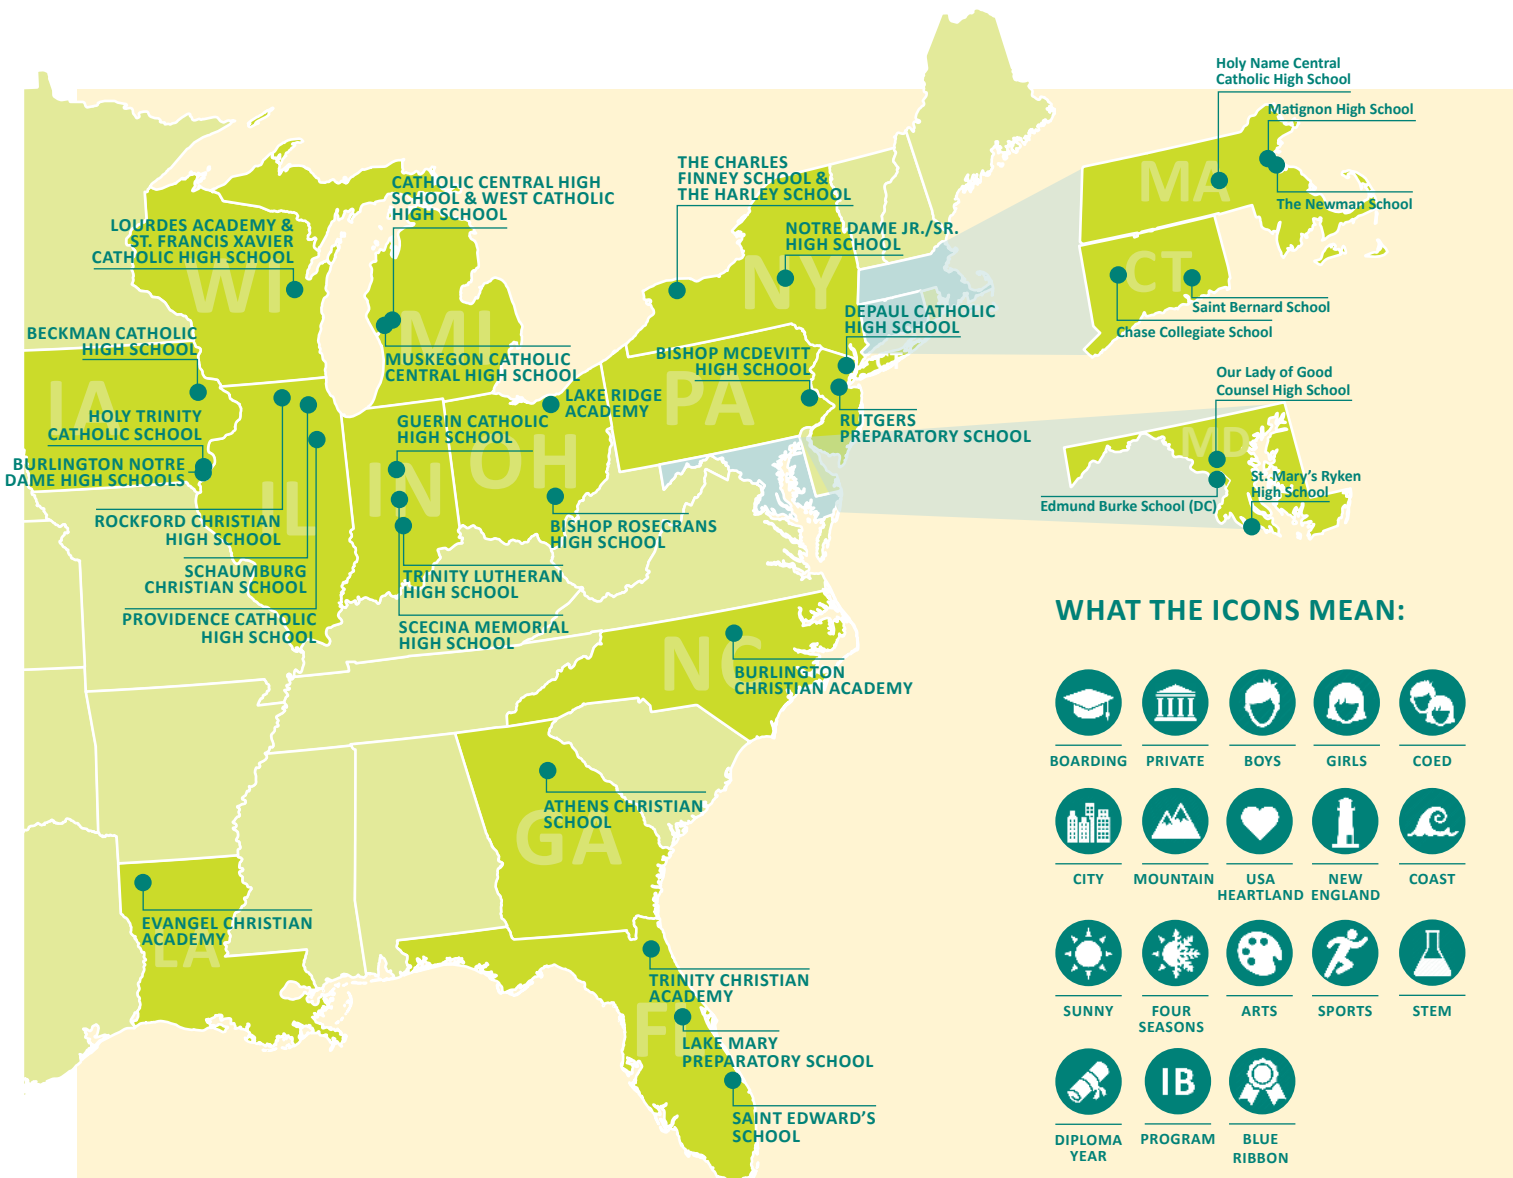 Holy Name Central
Catholic High School
Matignon High School
MA
The Newman School
CT
Saint Bernard School
Chase Collegiate School
THE CHARLES
FINNEY SCHOOL &
THE HARLEY SCHOOL
CATHOLIC CENTRAL HIGH
SCHOOL & WEST CATHOLIC
HIGH SCHOOL
LOURDES ACADEMY &
ST. FRANCIS XAVIER
CATHOLIC HIGH SCHOOL
WI
NOTRE DAME JR./SR.
HIGH SCHOOL
NY
MI
DEPAUL CATHOLIC
HIGH SCHOOL
BECKMAN CATHOLIC
HIGH SCHOOL
MUSKEGON CATHOLIC
CENTRAL HIGH SCHOOL
BISHOP MCDEVITT
HIGH SCHOOL
PA
IA
LAKE RIDGE
ACADEMY
HOLY TRINITY
CATHOLIC SCHOOL
GUERIN CATHOLIC
HIGH SCHOOL
RUTGERS
PREPARATORY SCHOOL
Our Lady of Good
Counsel High School
MD
St. Mary's Ryken
High School
Edmund Burke School (DC)
BURLINGTON NOTRE
DAME HIGH SCHOOLS
IL
IN
OH
ROCKFORD CHRISTIAN
HIGH SCHOOL
BISHOP ROSECRANS
HIGH SCHOOL
SCHAUMBURG
CHRISTIAN SCHOOL
TRINITY LUTHERAN
HIGH SCHOOL
PROVIDENCE CATHOLIC
HIGH SCHOOL
SCECINA MEMORIAL
HIGH SCHOOL
NC
BURLINGTON
CHRISTIAN ACADEMY
ATHENS CHRISTIAN
SCHOOL
GA
EVANGEL CHRISTIAN
ACADEMY
LA
TRINITY CHRISTIAN
ACADEMY
FL
LAKE MARY
PREPARATORY SCHOOL
SAINT EDWARD'S
SCHOOL
WHAT THE ICONS MEAN:
BOARDING
PRIVATE
BOYS
GIRLS
COED
CITY
MOUNTAIN
USA
HEARTLAND
NEW
ENGLAND
COAST
SUNNY
FOUR
SEASONS
ARTS
SPORTS
STEM
DIPLOMA
YEAR
IB
PROGRAM
BLUE
RIBBON